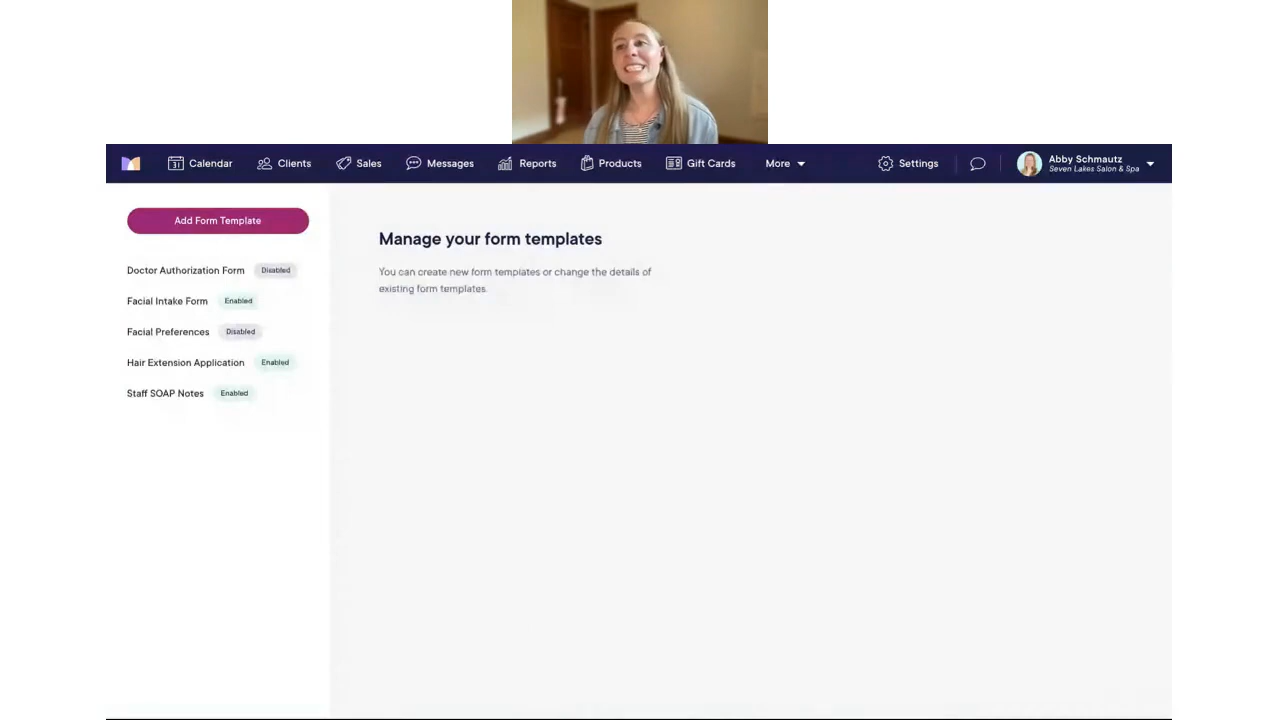 Calendar
Clients
Sales
Messages
Reports
Products
Gift Cards
More
Settings
Abby Schmautz
Seven Lakes Salon & Spa
Add Form Template
Doctor Authorization Form Disabled
Facial Intake Form Enabled
Facial Preferences Disabled
Hair Extension Application Enabled
Staff SOAP Notes Enabled
Manage your form templates
You can create new form templates or change the details of
existing form templates.